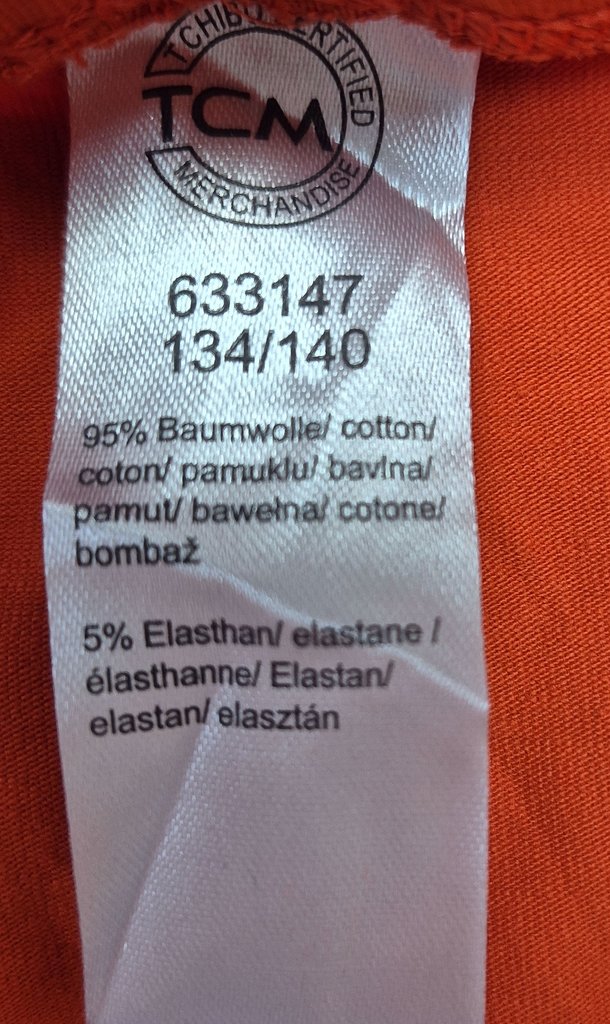 TCHIBO CERTIFIED
TCM
MERCHANDISE
633147
134/140
95% Baumwolle/ cotton/
coton/ pamuklu/ bavlna/
pamut/ bawełna/ cotone/
bombaž
5% Elasthan/ elastane /
élasthanne/ Elastan/
elastan/ elasztán